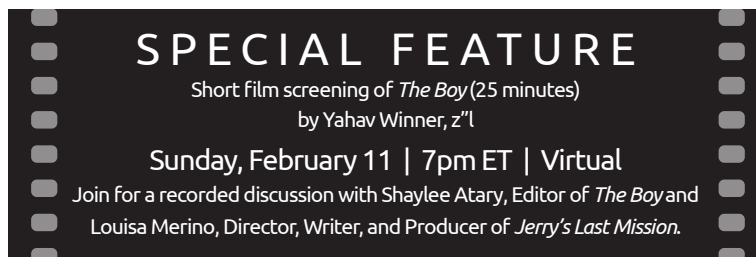 SPECIAL FEATURE
Short film screening of The Boy (25 minutes)
by Yahav Winner, z"l
Sunday, February 11 | 7pm ET | Virtual
Join for a recorded discussion with Shaylee Atary, Editor of The Boy and
Louisa Merino, Director, Writer, and Producer of Jerry's Last Mission.